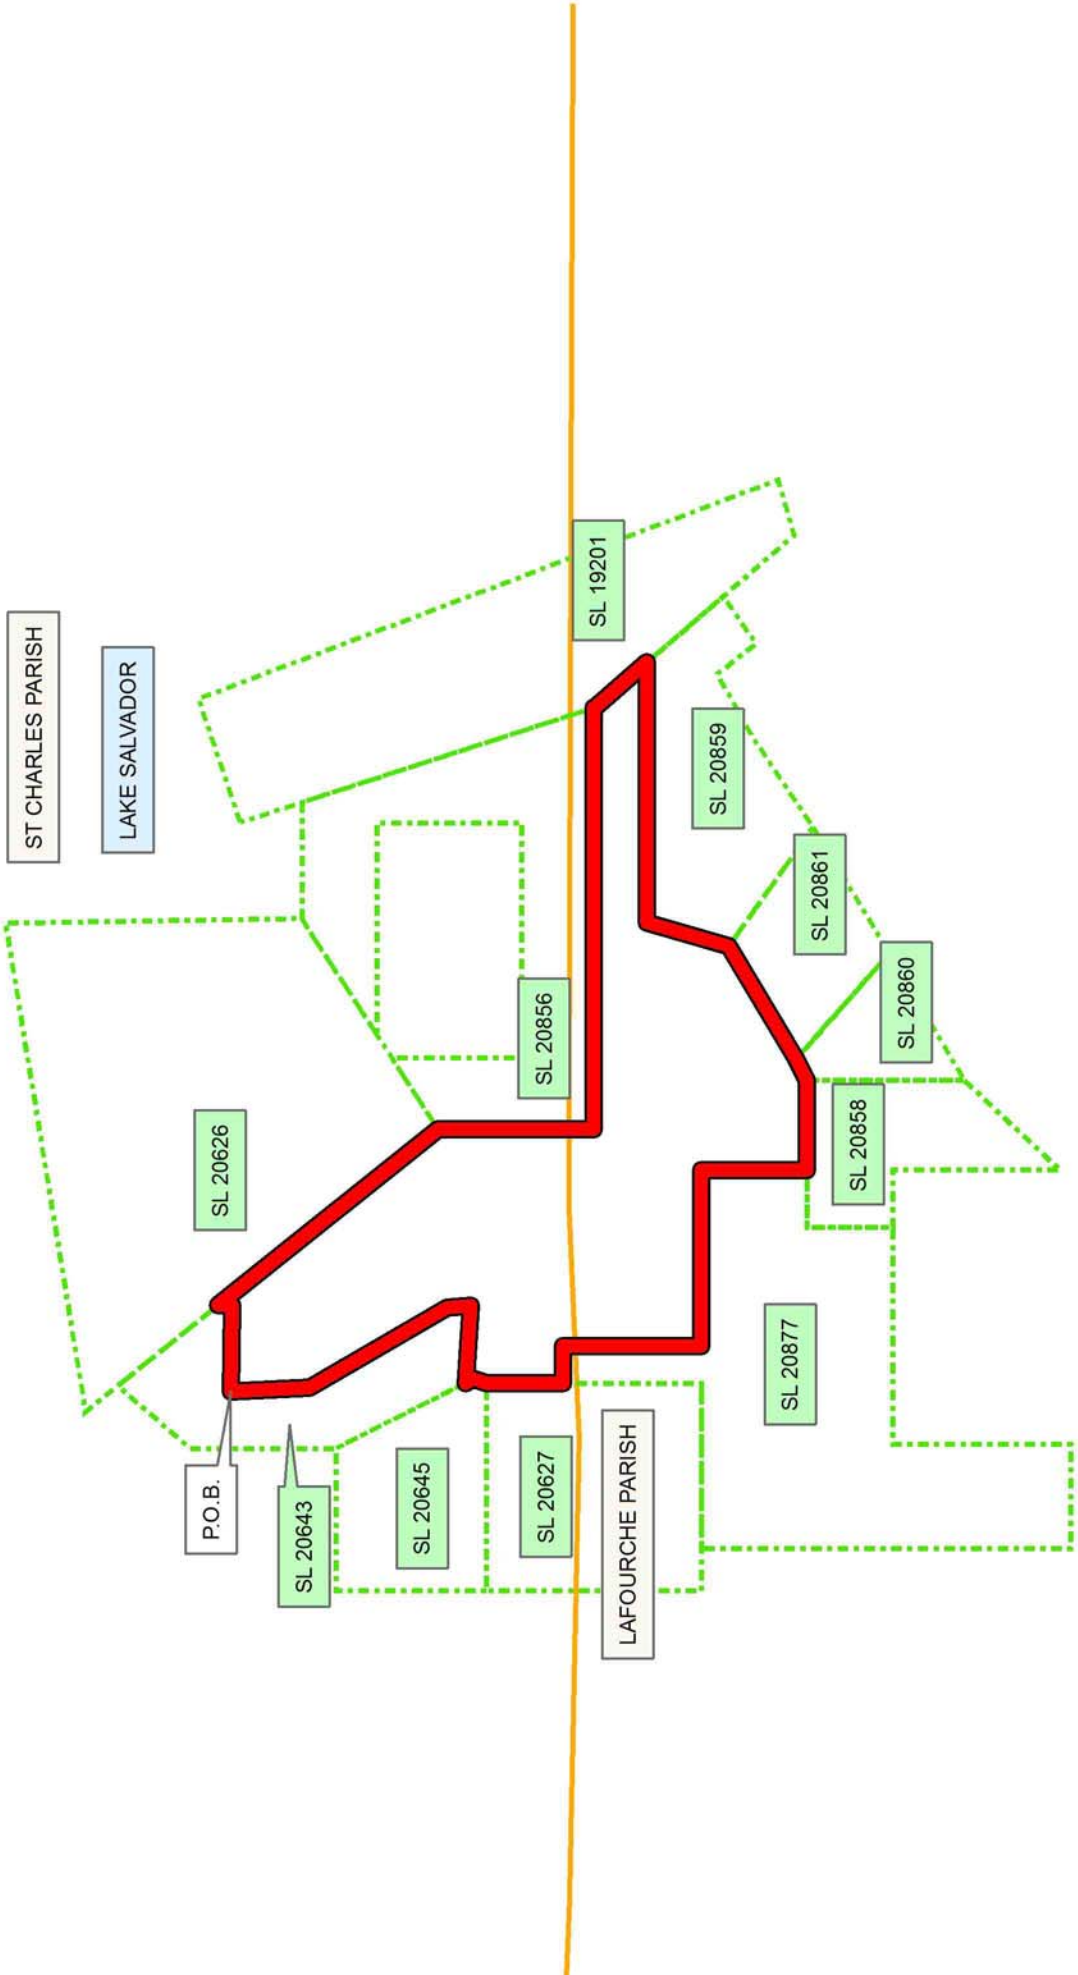 ST CHARLES PARISH
LAKE SALVADOR
SL 20626
P.O.B.
SL 20643
SL 20645
SL 20627
SL 20856
SL 19201
LAFOURCHE PARISH
SL 20859
SL 20877
SL 20861
SL 20858
SL 20860